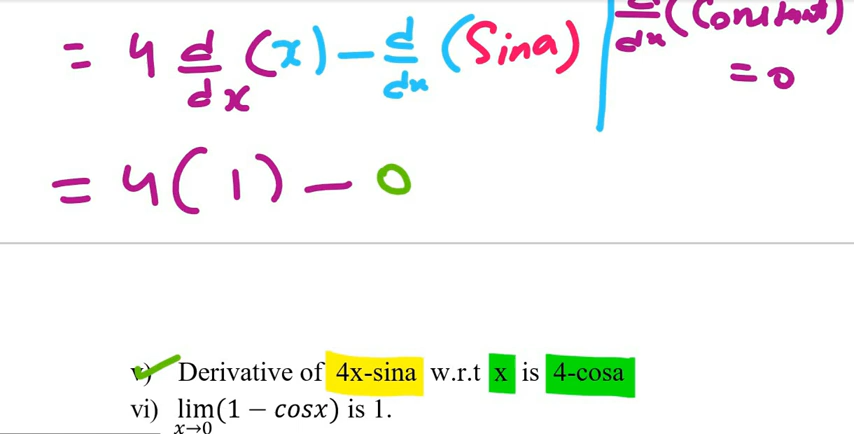 = 4 d/dx (x) - d/dx (Sina) | d/dx (Constant)
= 0
= 4(1) - 0
v) Derivative of 4x-sina w.r.t x is 4-cosa
vi) lim(1 − cosx) is 1.
x→0